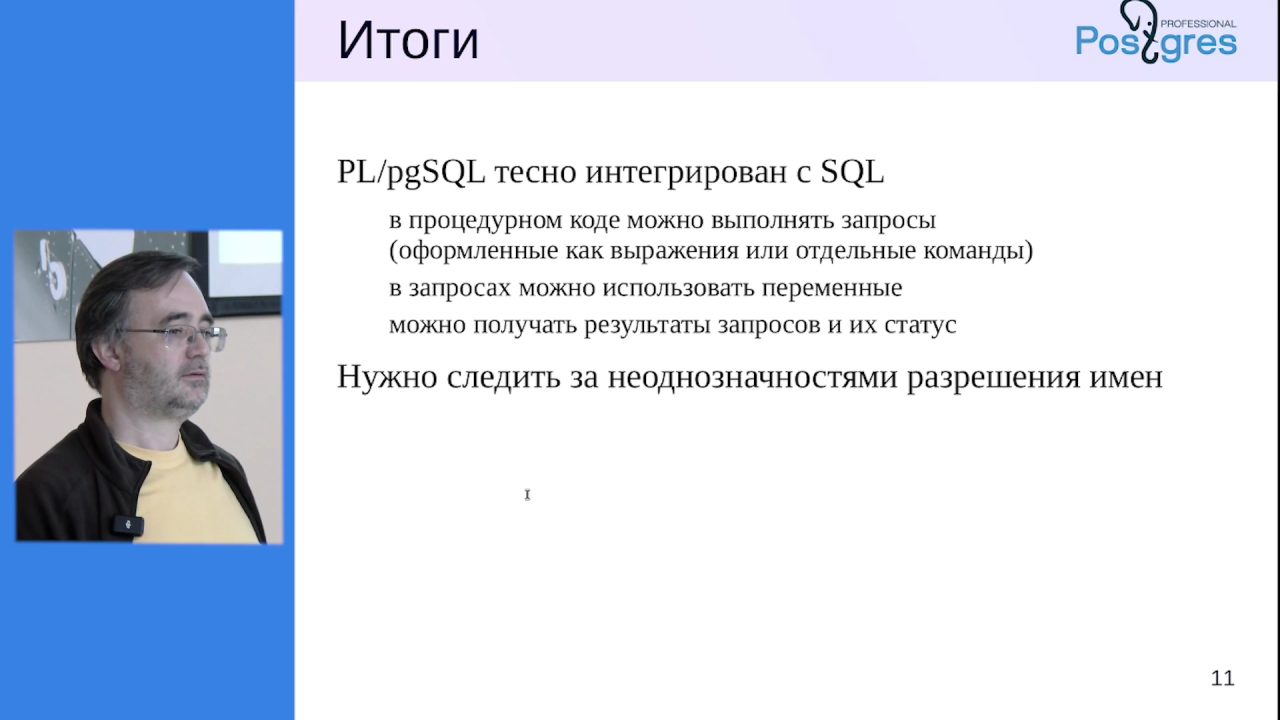 Итоги
PROFESSIONAL
Postgres
PL/pgSQL тесно интегрирован с SQL
в процедурном коде можно выполнять запросы
(оформленные как выражения или отдельные команды)
в запросах можно использовать переменные
можно получать результаты запросов и их статус
Нужно следить за неоднозначностями разрешения имен
11